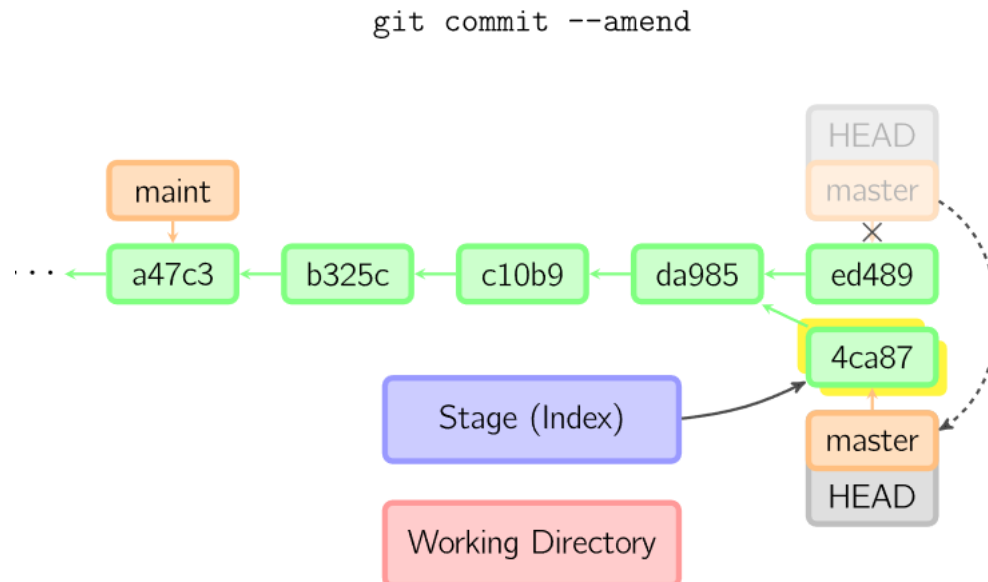 git commit --amend
HEAD
maint
master
...
a47c3
b325c
c10b9
da985
ed489
4ca87
Stage (Index)
master
HEAD
Working Directory